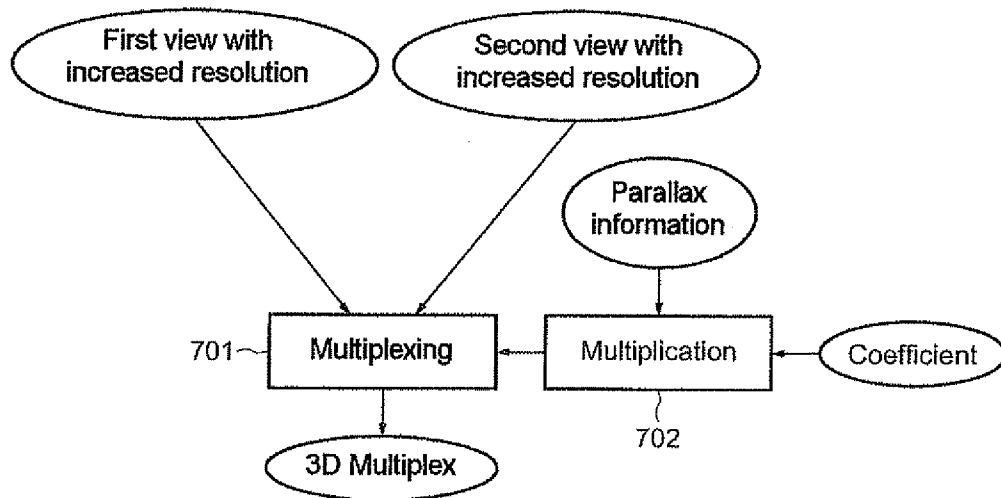 First view with
increased resolution
Second view with
increased resolution
Parallax
information
701
Multiplexing
Multiplication
Coefficient
702
3D Multiplex